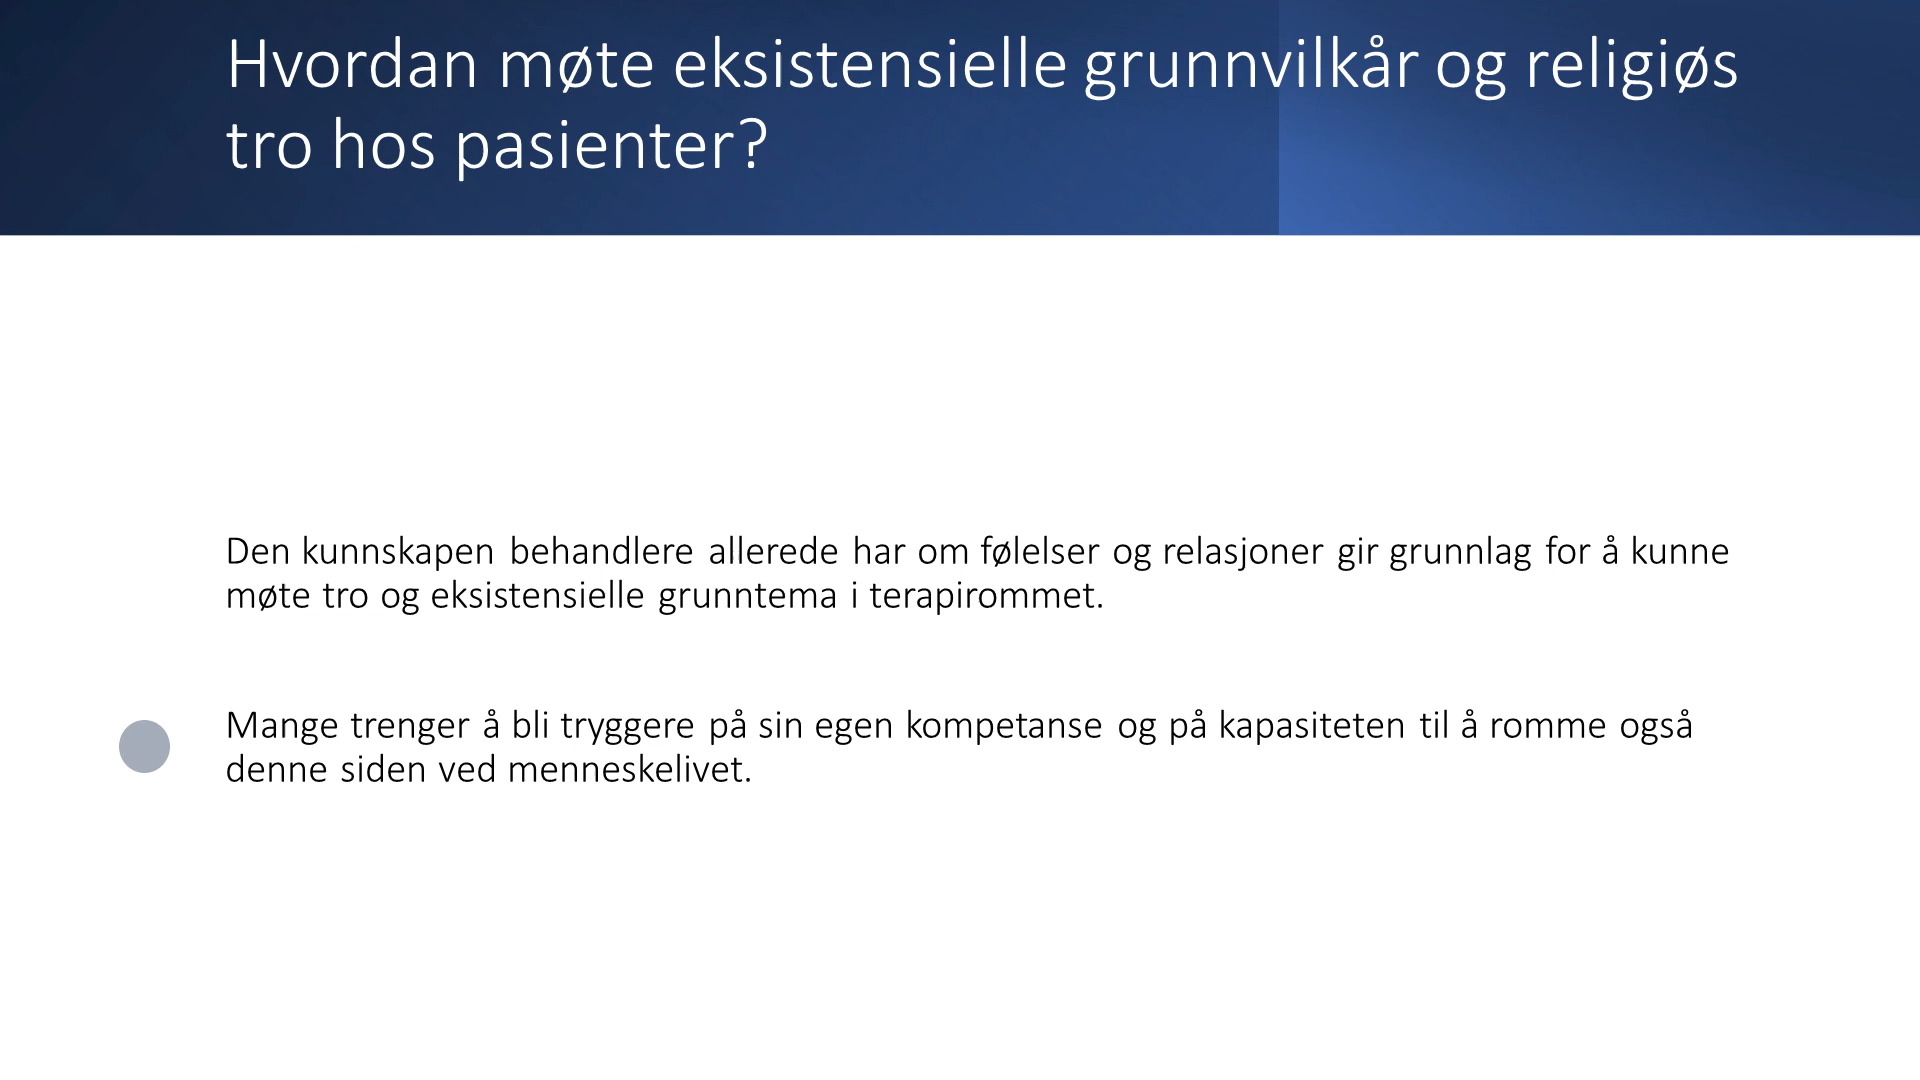 Hvordan møte eksistensielle grunnvilkår og religiøs
tro hos pasienter?
Den kunnskapen behandlere allerede har om følelser og relasjoner gir grunnlag for å kunne
møte tro og eksistensielle grunntema i terapirommet.
Mange trenger å bli tryggere på sin egen kompetanse og på kapasiteten til å romme også
denne siden ved menneskelivet.